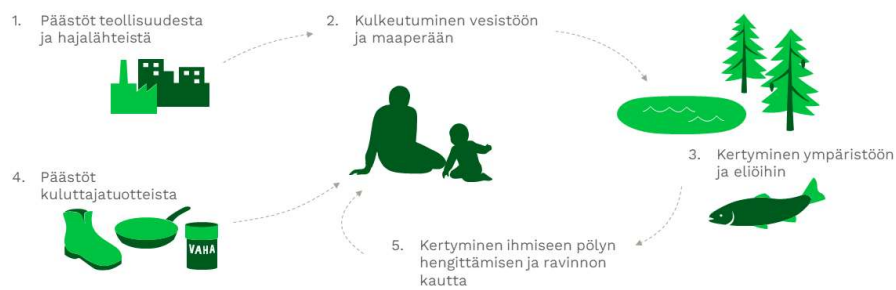 1. Päästöt teollisuudesta
ja hajalähteistä
2. Kulkeutuminen vesistöön
ja maaperään
3. Kertyminen ympäristöön
ja eliöihin
4. Päästöt
kuluttajatuotteista
VAHA
5. Kertyminen ihmiseen pölyn
hengittämisen ja ravinnon
kautta